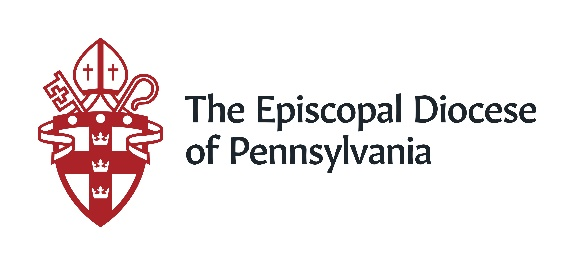 The Episcopal Diocese
of Pennsylvania